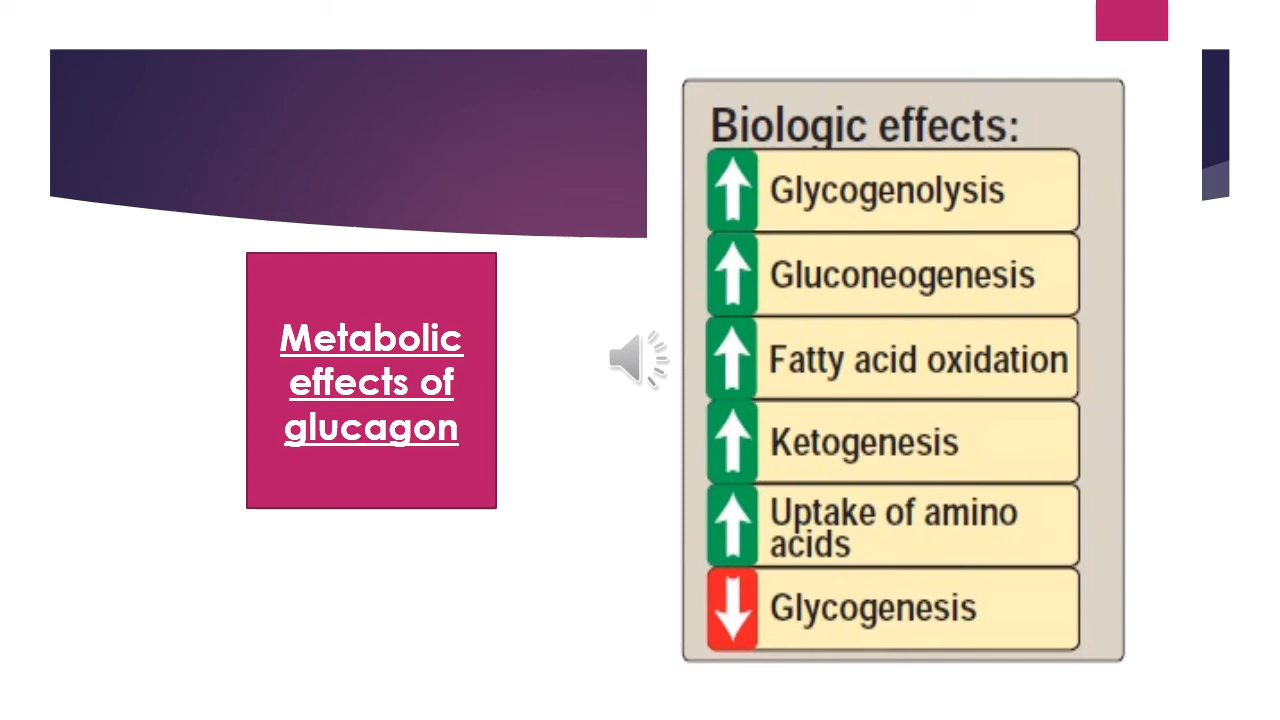 Metabolic
effects of
glucagon
Biologic effects:
Glycogenolysis
Gluconeogenesis
Fatty acid oxidation
Ketogenesis
Uptake of amino
acids
Glycogenesis